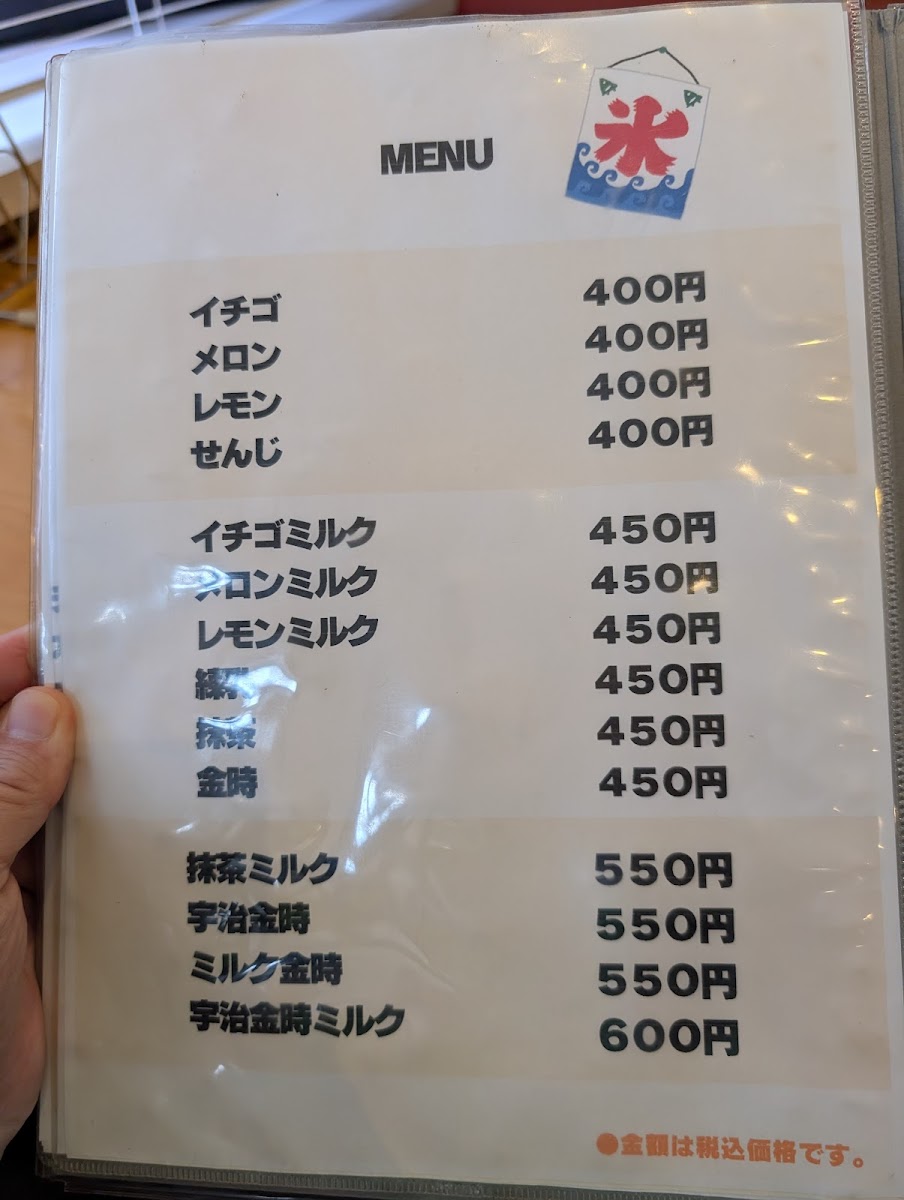 氷
MENU
イチゴ 400円
メロン 400円
レモン 400円
せんじ 400円
イチゴミルク 450円
メロンミルク 450円
レモンミルク 450円
練乳 450円
抹茶 450円
金時 450円
抹茶ミルク 550円
宇治金時 550円
ミルク金時 550円
宇治金時ミルク 600円
●金額は税込価格です。